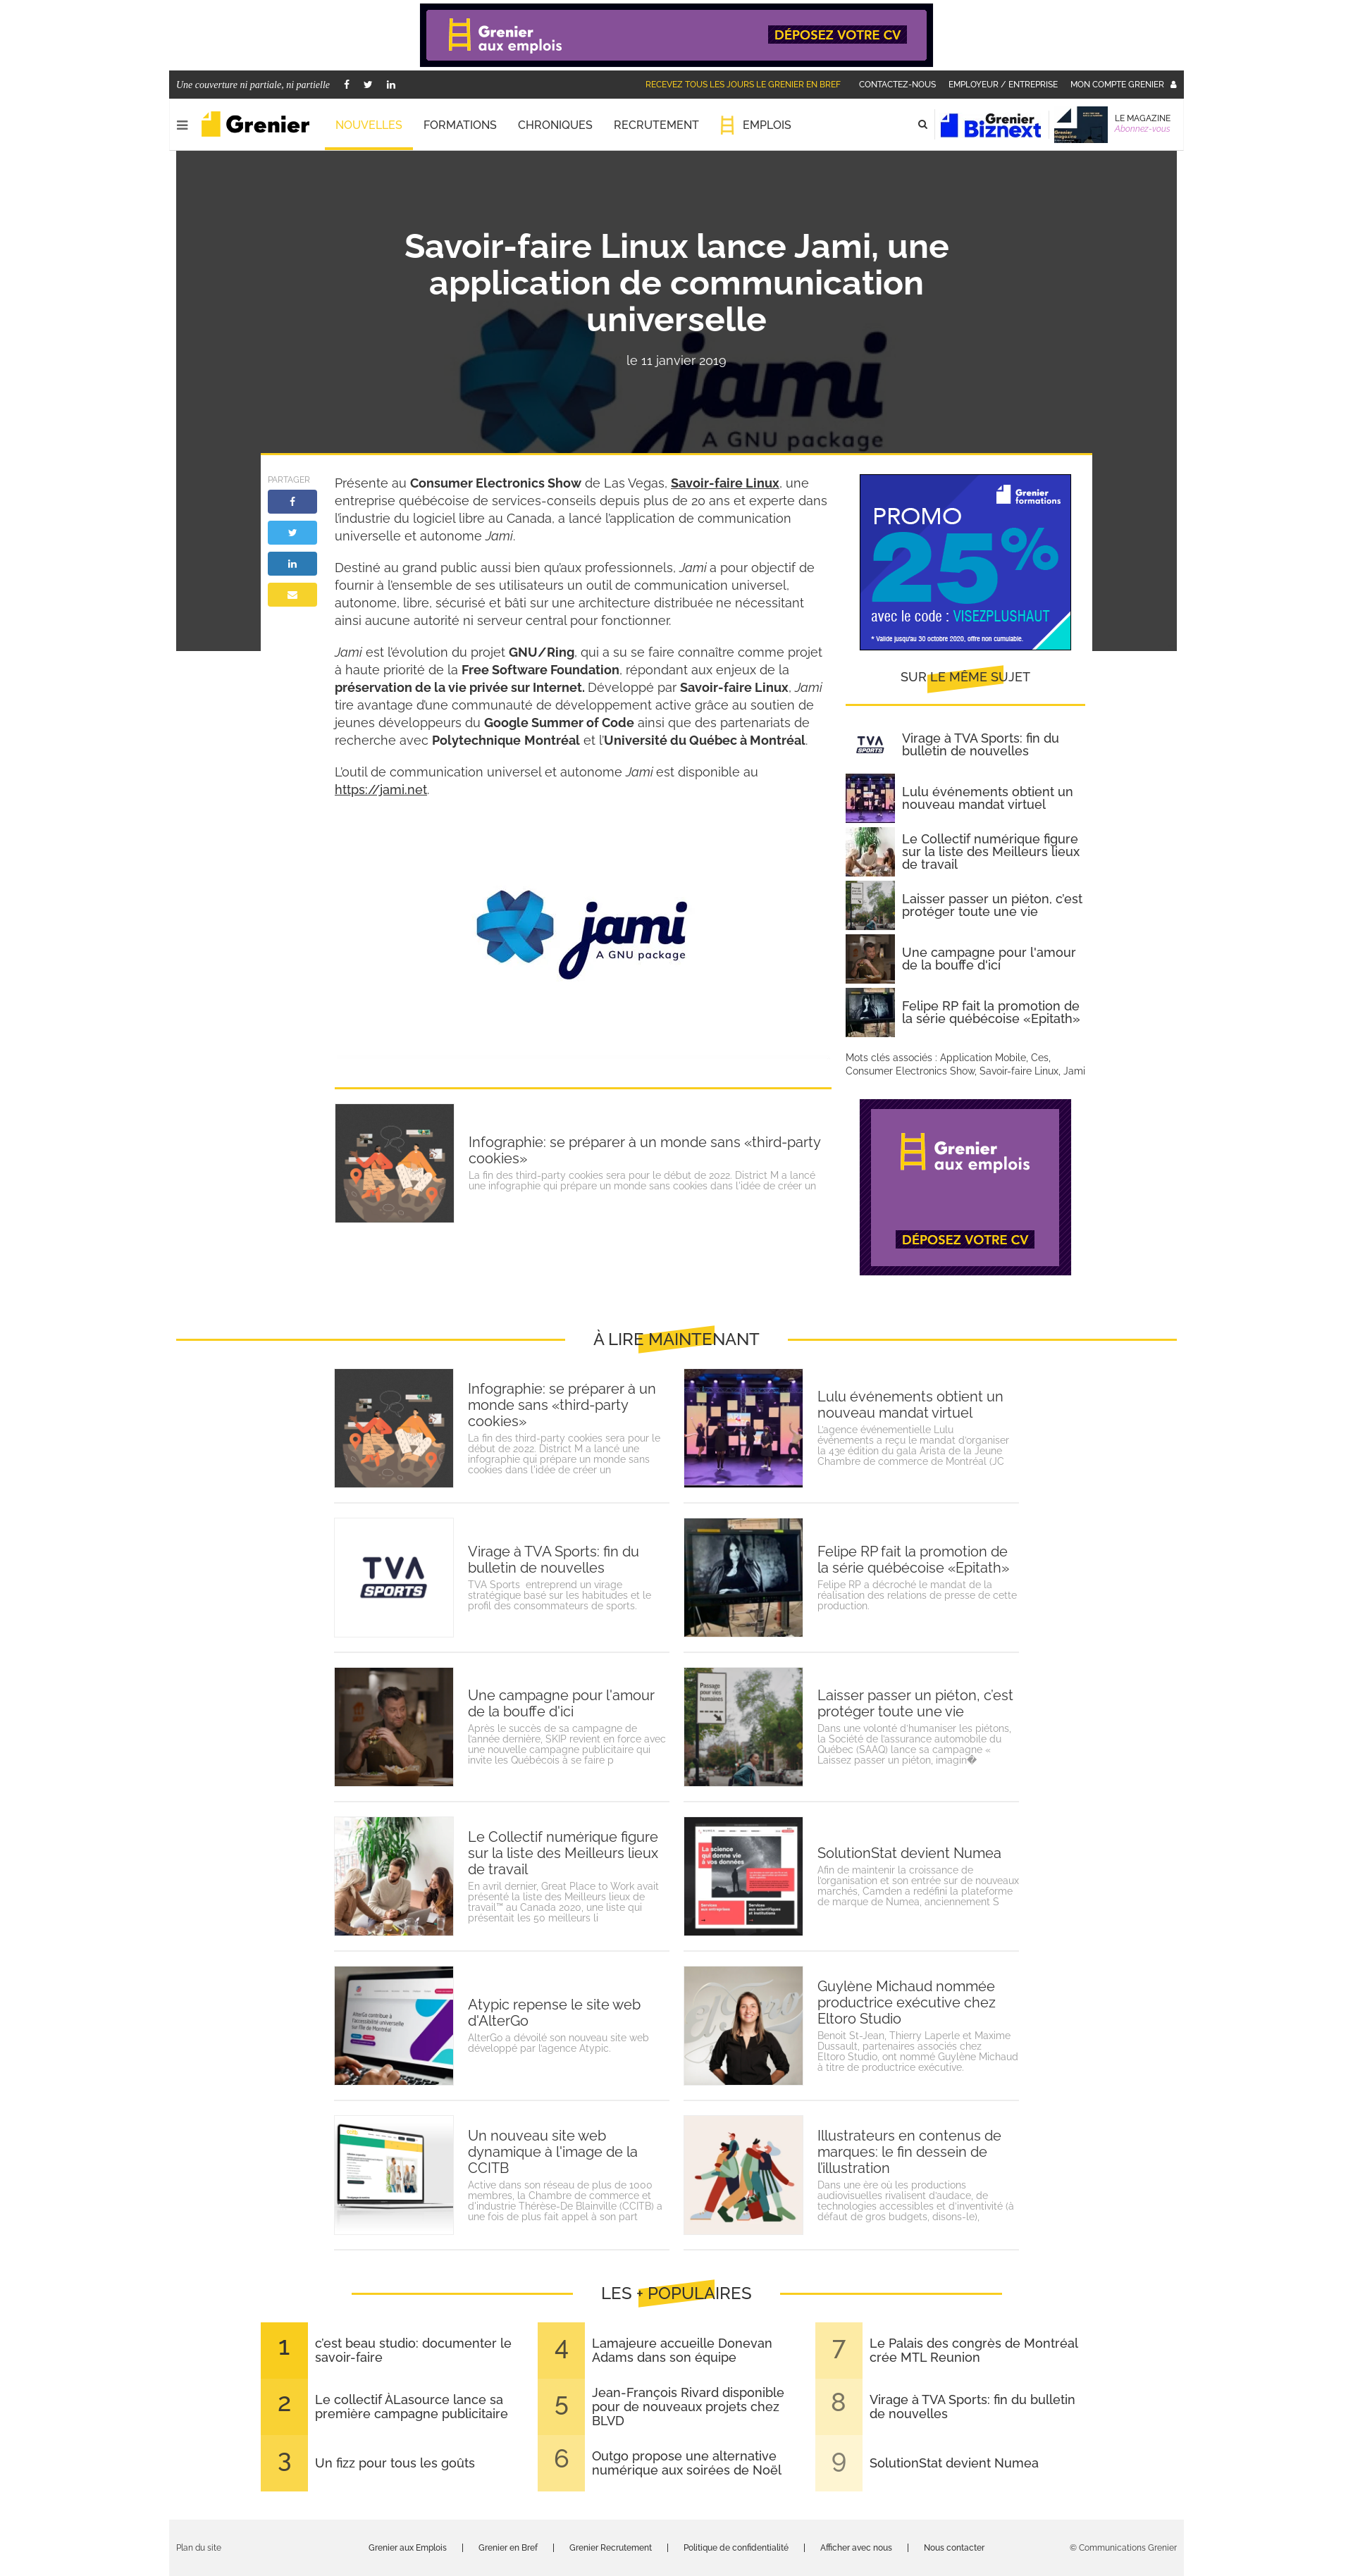 Grenier
aux emplois
DÉPOSEZ VOTRE CV
Une couverture ni partiale, ni partielle
RECEVEZ TOUS LES JOURS LE GRENIER EN BREF
CONTACTEZ-NOUS
EMPLOYEUR / ENTREPRISE
MON COMPTE GRENIER
Grenier
NOUVELLES
FORMATIONS
CHRONIQUES
RECRUTEMENT
EMPLOIS
Grenier
Biznext
LE MAGAZINE
Abonnez-vous
Savoir-faire Linux lance Jami, une
application de communication
universelle
le 11 janvier 2019
jami
A GNU package
PARTAGER
Présente au Consumer Electronics Show de Las Vegas, Savoir-faire Linux, une
entreprise québécoise de services-conseils depuis plus de 20 ans et experte dans
l’industrie du logiciel libre au Canada, a lancé l’application de communication
universelle et autonome Jami.
Destiné au grand public aussi bien qu’aux professionnels, Jami a pour objectif de
fournir à l’ensemble de ses utilisateurs un outil de communication universel,
autonome, libre, sécurisé et bâti sur une architecture distribuée ne nécessitant
ainsi aucune autorité ni serveur central pour fonctionner.
Jami est l’évolution du projet GNU/Ring, qui a su se faire connaître comme projet
à haute priorité de la Free Software Foundation, répondant aux enjeux de la
préservation de la vie privée sur Internet. Développé par Savoir-faire Linux, Jami
tire avantage d’une communauté de développement active grâce au soutien de
jeunes développeurs du Google Summer of Code ainsi que des partenariats de
recherche avec Polytechnique Montréal et l’Université du Québec à Montréal.
L’outil de communication universel et autonome Jami est disponible au
https://jami.net.
jami
A GNU package
Grenier
formations
PROMO
25%
avec le code : VISEZPLUSHAUT
* Valide jusqu'au 30 octobre 2020, offre non cumulable.
SUR LE MÊME SUJET
TVA
SPORTS
Virage à TVA Sports: fin du
bulletin de nouvelles
Lulu événements obtient un
nouveau mandat virtuel
Le Collectif numérique figure
sur la liste des Meilleurs lieux
de travail
Laisser passer un piéton, c’est
protéger toute une vie
Une campagne pour l'amour
de la bouffe d'ici
Felipe RP fait la promotion de
la série québécoise «Epitath»
Mots clés associés : Application Mobile, Ces,
Consumer Electronics Show, Savoir-faire Linux, Jami
Grenier
aux emplois
DÉPOSEZ VOTRE CV
Infographie: se préparer à un monde sans «third-party
cookies»
La fin des third-party cookies sera pour le début de 2022. District M a lancé
une infographie qui prépare un monde sans cookies dans l'idée de créer un
À LIRE MAINTENANT
Infographie: se préparer à un
monde sans «third-party
cookies»
La fin des third-party cookies sera pour le
début de 2022. District M a lancé une
infographie qui prépare un monde sans
cookies dans l'idée de créer un
Lulu événements obtient un
nouveau mandat virtuel
L’agence événementielle Lulu
événements a reçu le mandat d’organiser
la 43e édition du gala Arista de la Jeune
Chambre de commerce de Montréal (JC
TVA
SPORTS
Virage à TVA Sports: fin du
bulletin de nouvelles
TVA Sports entreprend un virage
stratégique basé sur les habitudes et le
profil des consommateurs de sports.
Felipe RP fait la promotion de
la série québécoise «Epitath»
Felipe RP a décroché le mandat de la
réalisation des relations de presse de cette
production.
Une campagne pour l'amour
de la bouffe d'ici
Après le succès de sa campagne de
l’année dernière, SKIP revient en force avec
une nouvelle campagne publicitaire qui
invite les Québécois à se faire p
Passage
pour vies
humaines
Laisser passer un piéton, c’est
protéger toute une vie
Dans une volonté d’humaniser les piétons,
la Société de l’assurance automobile du
Québec (SAAQ) lance sa campagne «
Laissez passer un piéton, imagin�
Le Collectif numérique figure
sur la liste des Meilleurs lieux
de travail
En avril dernier, Great Place to Work avait
présenté la liste des Meilleurs lieux de
travail™ au Canada 2020, une liste qui
présentait les 50 meilleurs li
La science
qui donne vie
à vos données
SolutionStat devient Numea
Afin de maintenir la croissance de
l’organisation et son entrée sur de nouveaux
marchés, Camden a redéfini la plateforme
de marque de Numea, anciennement S
AlterGo contribue à
l'accessibilité universelle
sur l'île de Montréal
Atypic repense le site web
d'AlterGo
AlterGo a dévoilé son nouveau site web
développé par l’agence Atypic.
Guylène Michaud nommée
productrice exécutive chez
Eltoro Studio
Benoit St-Jean, Thierry Laperle et Maxime
Dussault, partenaires associés chez
Eltoro Studio, ont nommé Guylène Michaud
à titre de productrice exécutive.
Un nouveau site web
dynamique à l'image de la
CCITB
Active dans son réseau de plus de 1000
membres, la Chambre de commerce et
d’industrie Thérèse-De Blainville (CCITB) a
une fois de plus fait appel à son part
Illustrateurs en contenus de
marques: le fin dessein de
l’illustration
Dans une ère où les productions
audiovisuelles rivalisent d’audace, de
technologies accessibles et d’inventivité (à
défaut de gros budgets, disons-le),
LES + POPULAIRES
1
c’est beau studio: documenter le
savoir-faire
2
Le collectif ÀLasource lance sa
première campagne publicitaire
3
Un fizz pour tous les goûts
4
Lamajeure accueille Donevan
Adams dans son équipe
5
Jean-François Rivard disponible
pour de nouveaux projets chez
BLVD
6
Outgo propose une alternative
numérique aux soirées de Noël
7
Le Palais des congrès de Montréal
crée MTL Reunion
8
Virage à TVA Sports: fin du bulletin
de nouvelles
9
SolutionStat devient Numea
Plan du site
Grenier aux Emplois | Grenier en Bref | Grenier Recrutement | Politique de confidentialité | Afficher avec nous | Nous contacter
© Communications Grenier